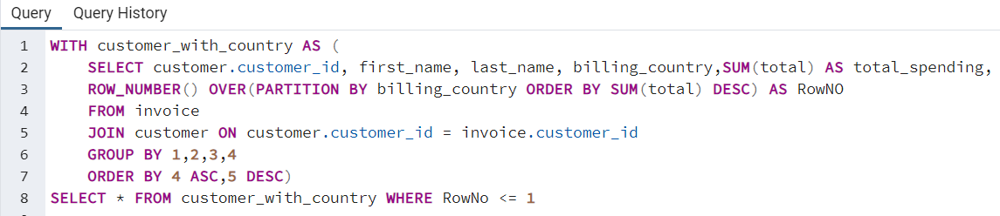 Query Query History
1 WITH customer_with_country AS (
2 SELECT customer.customer_id, first_name, last_name, billing_country,SUM(total) AS total_spending,
3 ROW_NUMBER() OVER(PARTITION BY billing_country ORDER BY SUM(total) DESC) AS RowNO
4 FROM invoice
5 JOIN customer ON customer.customer_id = invoice.customer_id
6 GROUP BY 1,2,3,4
7 ORDER BY 4 ASC,5 DESC)
8 SELECT * FROM customer_with_country WHERE RowNo <= 1